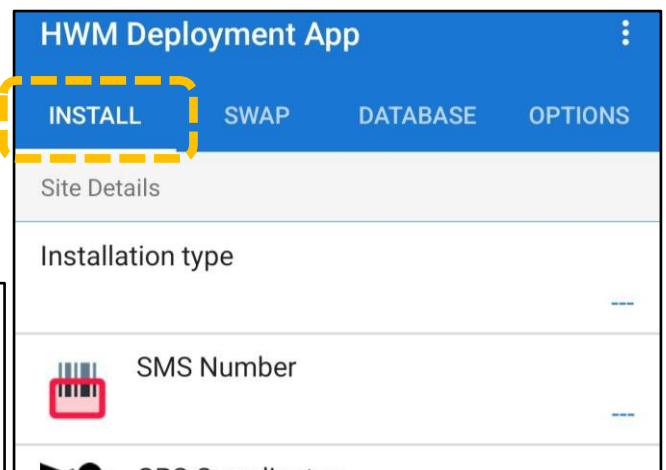 HWM Deployment App
INSTALL SWAP DATABASE OPTIONS
Site Details
Installation type
---
SMS Number
---